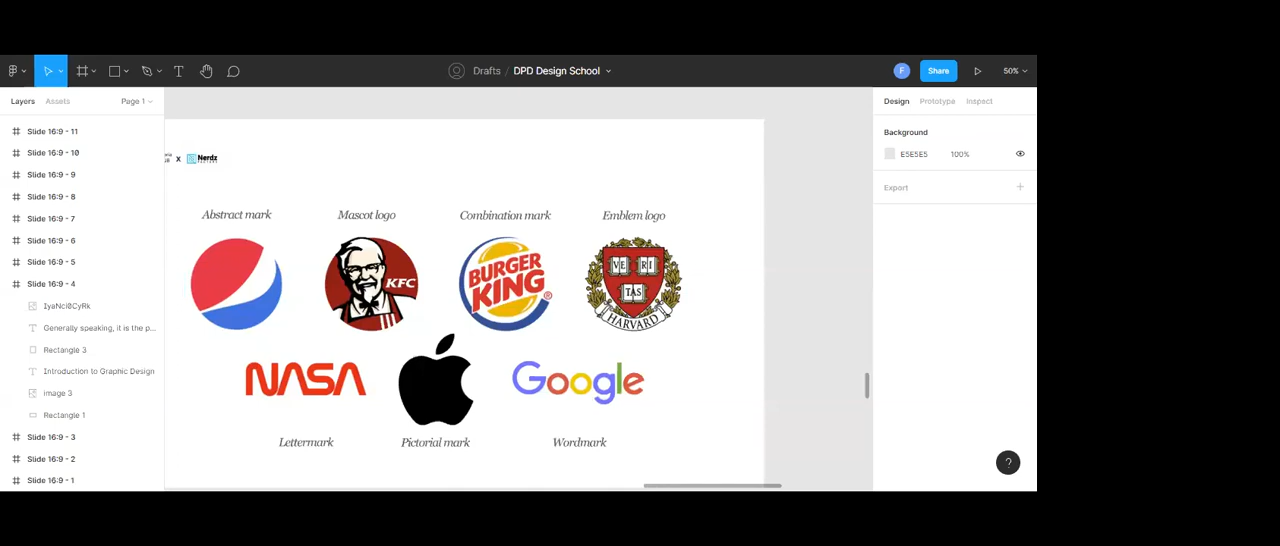 Drafts / DPD Design School
F
Share
50%
Layers
Assets
Page 1
Design
Prototype
Inspect
Slide 16:9 - 11
Slide 16:9 - 10
Slide 16:9 - 9
Slide 16:9 - 8
Slide 16:9 - 7
Slide 16:9 - 6
Slide 16:9 - 5
Slide 16:9 - 4
Generally speaking, it is the p...
Rectangle 3
Introduction to Graphic Design
image 3
Rectangle 1
Slide 16:9 - 3
Slide 16:9 - 2
Slide 16:9 - 1
x Nerdz
Abstract mark
Mascot logo
Combination mark
Emblem logo
KFC
BURGER
KING®
VE RI
TAS
HARVARD
NASA
Google
Lettermark
Pictorial mark
Wordmark
Background
E5E5E5
100%
Export
?